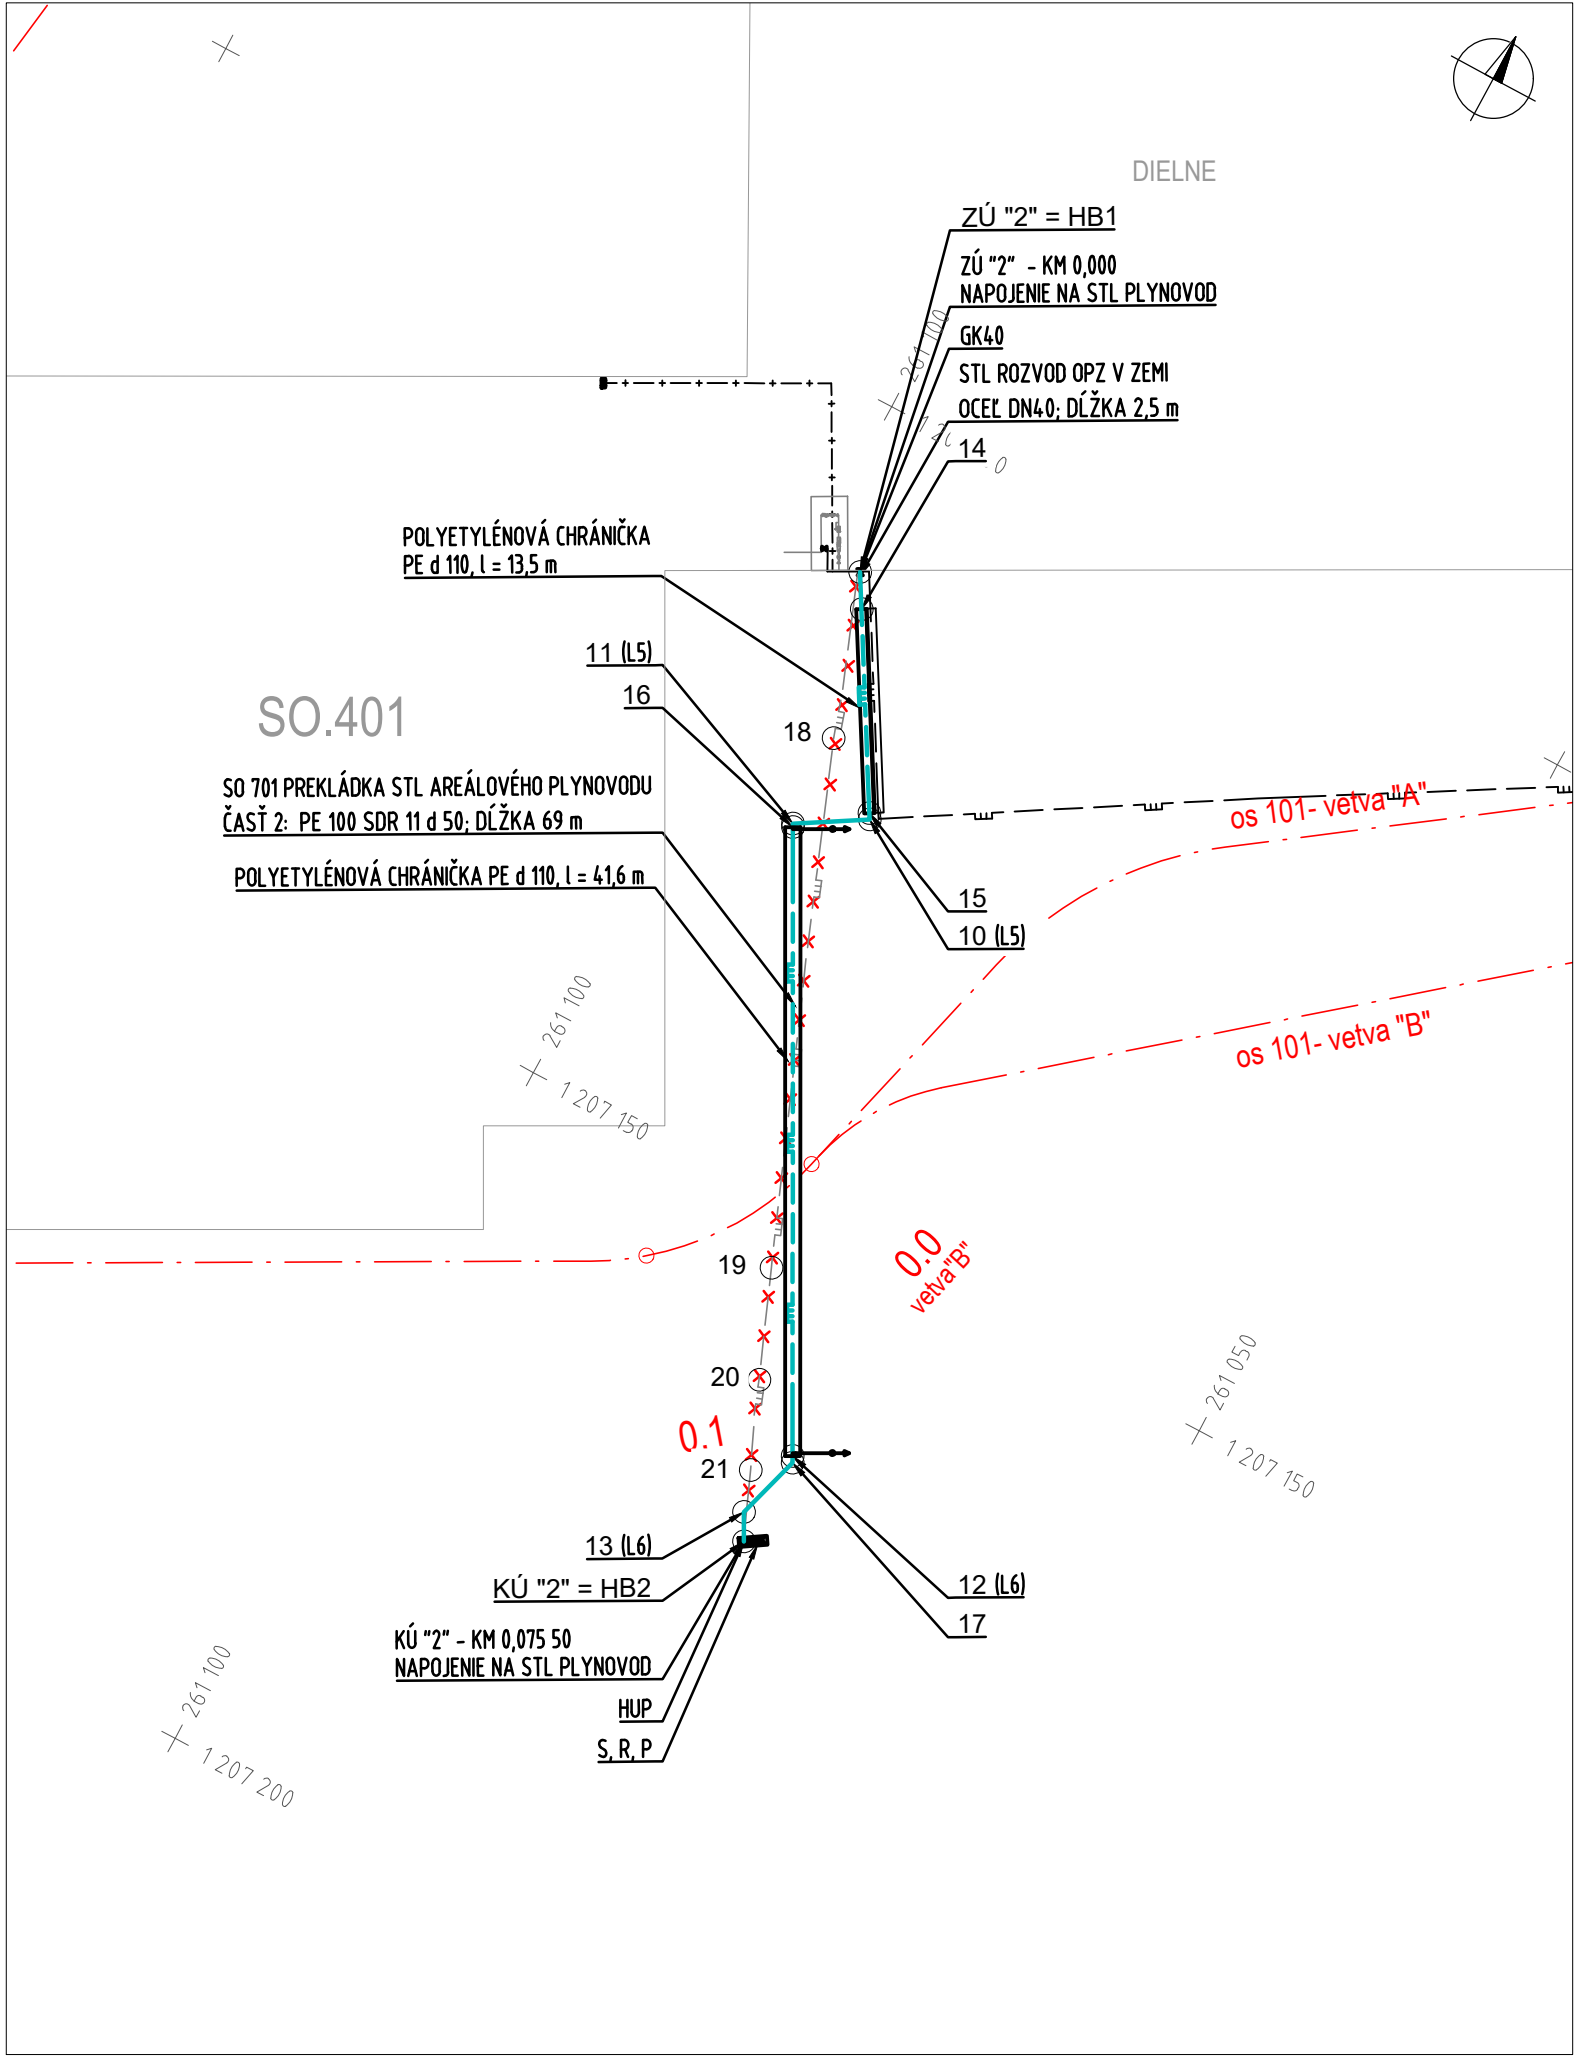 DIELNE
ZÚ "2" = HB1
ZÚ "2" - KM 0,000
NAPOJENIE NA STL PLYNOVOD
GK40
261 100
STL ROZVOD OPZ V ZEMI
OCEĽ DN40; DĹŽKA 2,5 m
14
POLYETYLÉNOVÁ CHRÁNIČKA
PE d 110, l = 13,5 m
11 (L5)
16
SO.401
18
SO 701 PREKLÁDKA STL AREÁLOVÉHO PLYNOVODU
ČASŤ 2: PE 100 SDR 11 d 50; DĹŽKA 69 m
POLYETYLÉNOVÁ CHRÁNIČKA PE d 110, l = 41,6 m
os 101- vetva "A"
15
10 (L5)
261 100
1 207 150
os 101- vetva "B"
0.0
vetva"B"
19
20
0.1
21
261 050
1 207 150
13 (L6)
KÚ "2" = HB2
12 (L6)
17
KÚ "2" - KM 0,075 50
NAPOJENIE NA STL PLYNOVOD
HUP
S, R, P
261 100
1 207 200